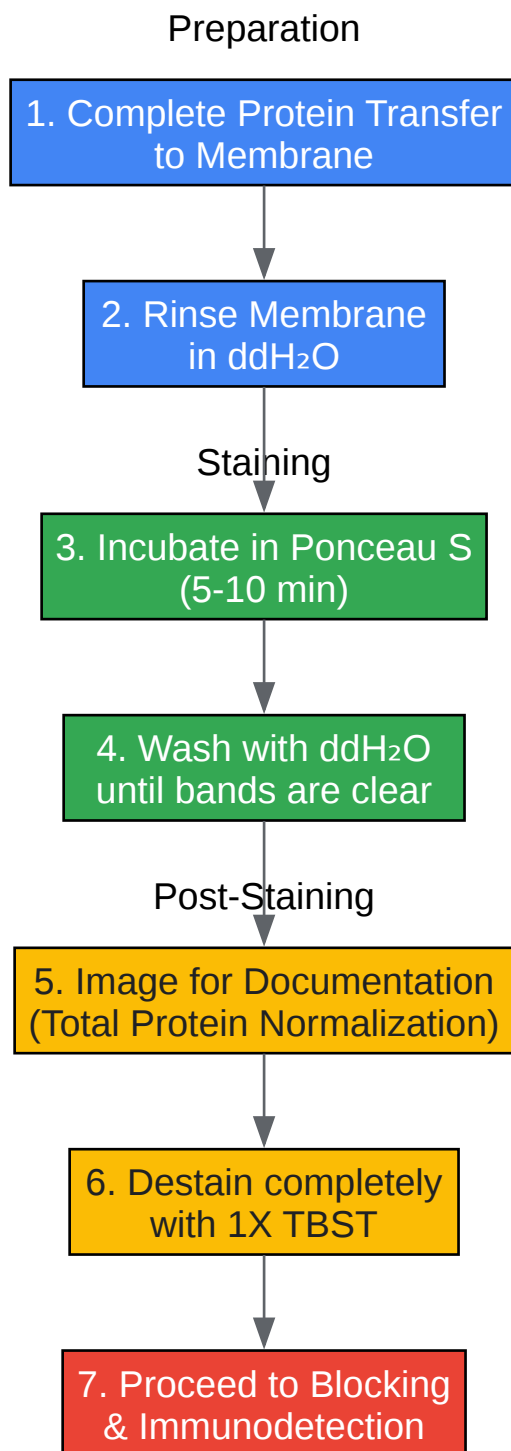 Preparation
1. Complete Protein Transfer
to Membrane
2. Rinse Membrane
in ddH₂O
Staining
3. Incubate in Ponceau S
(5-10 min)
4. Wash with ddH₂O
until bands are clear
Post-Staining
5. Image for Documentation
(Total Protein Normalization)
6. Destain completely
with 1X TBST
7. Proceed to Blocking
& Immunodetection